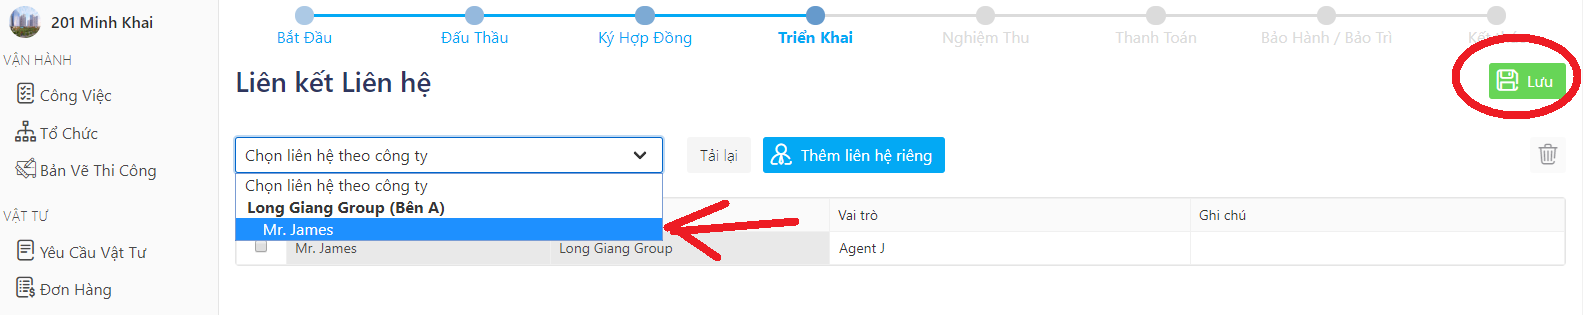 201 Minh Khai
VẬN HÀNH
Công Việc
Tổ Chức
Bản Vẽ Thi Công
VẬT TƯ
Yêu Cầu Vật Tư
Đơn Hàng
Bắt Đầu
Đấu Thầu
Ký Hợp Đồng
Triển Khai
Nghiệm Thu
Thanh Toán
Bảo Hành / Bảo Trì
Liên kết Liên hệ
Lưu
Chọn liên hệ theo công ty
Tải lại
Thêm liên hệ riêng
Chọn liên hệ theo công ty
Long Giang Group (Bên A)
Mr. James
Vai trò
Ghi chú
Mr. James
Long Giang Group
Agent J